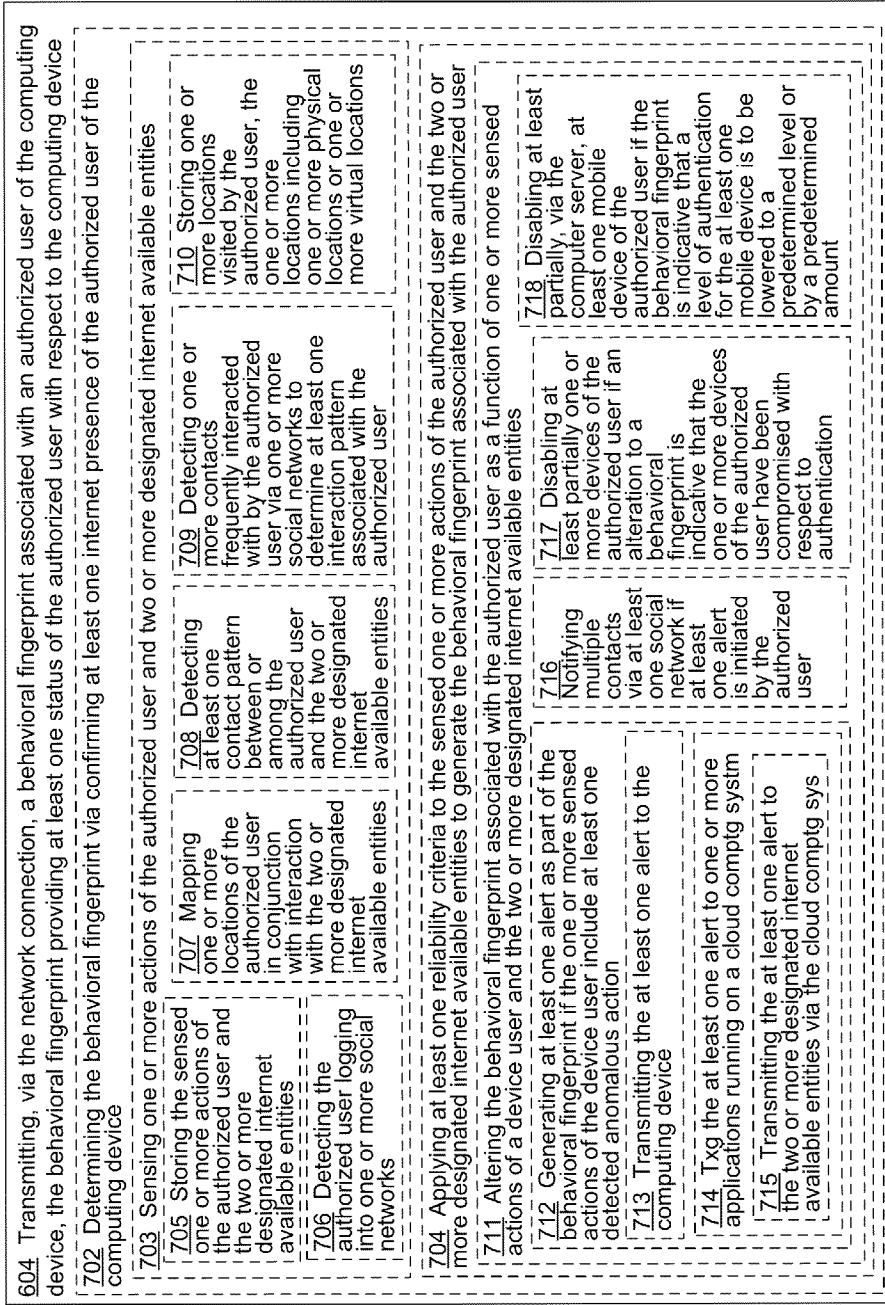 604 Transmitting, via the network connection, a behavioral fingerprint associated with an authorized user of the computing
device, the behavioral fingerprint providing at least one status of the authorized user with respect to the computing device
702 Determining the behavioral fingerprint via confirming at least one internet presence of the authorized user of the
computing device
703 Sensing one or more actions of the authorized user and two or more designated internet available entities
705 Storing the sensed
one or more actions of
the authorized user and
the two or more
designated internet
available entities
706 Detecting the
authorized user logging
into one or more social
networks
707 Mapping
one or more
locations of the
authorized user
in conjunction
with interaction
with the two or
more designated
internet
available entities
708 Detecting
at least one
contact pattern
between or
among the
authorized user
and the two or
more designated
internet
available entities
709 Detecting one or
more contacts
frequently interacted
with by the authorized
user via one or more
social networks to
determine at least one
interaction pattern
associated with the
authorized user
710 Storing one or
more locations
visited by the
authorized user, the
one or more
locations including
one or more physical
locations or one or
more virtual locations
704 Applying at least one reliability criteria to the sensed one or more actions of the authorized user and the two or
more designated internet available entities to generate the behavioral fingerprint associated with the authorized user
711 Altering the behavioral fingerprint associated with the authorized user as a function of one or more sensed
actions of a device user and the two or more designated internet available entities
712 Generating at least one alert as part of the
behavioral fingerprint if the one or more sensed
actions of the device user include at least one
detected anomalous action
713 Transmitting the at least one alert to the
computing device
714 Txg the at least one alert to one or more
applications running on a cloud comptg systm
715 Transmitting the at least one alert to
the two or more designated internet
available entities via the cloud comptg sys
716
Notifying
multiple
contacts
via at least
one social
network if
at least
one alert
is initiated
by the
authorized
user
717 Disabling at
least partially one or
more devices of the
authorized user if an
alteration to a
behavioral
fingerprint is
indicative that the
one or more devices
of the authorized
user have been
compromised with
respect to
authentication
718 Disabling at least
partially, via the
computer server, at
least one mobile
device of the
authorized user if the
behavioral fingerprint
is indicative that a
level of authentication
for the at least one
mobile device is to be
lowered to a
predetermined level or
by a predetermined
amount